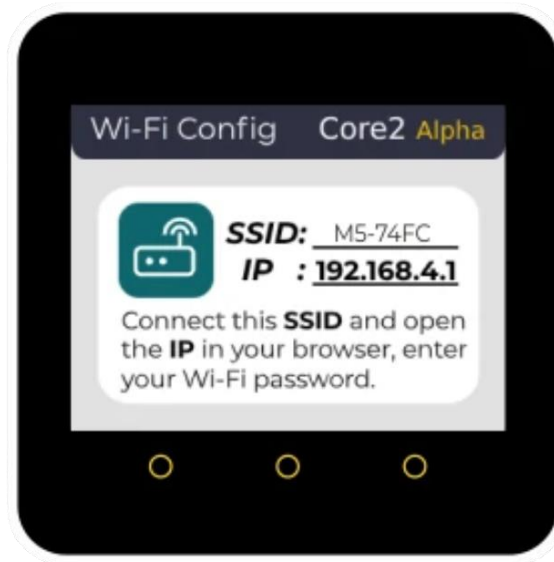 Wi-Fi Config Core2 Alpha
SSID: M5-74FC
IP : 192.168.4.1
Connect this SSID and open
the IP in your browser, enter
your Wi-Fi password.